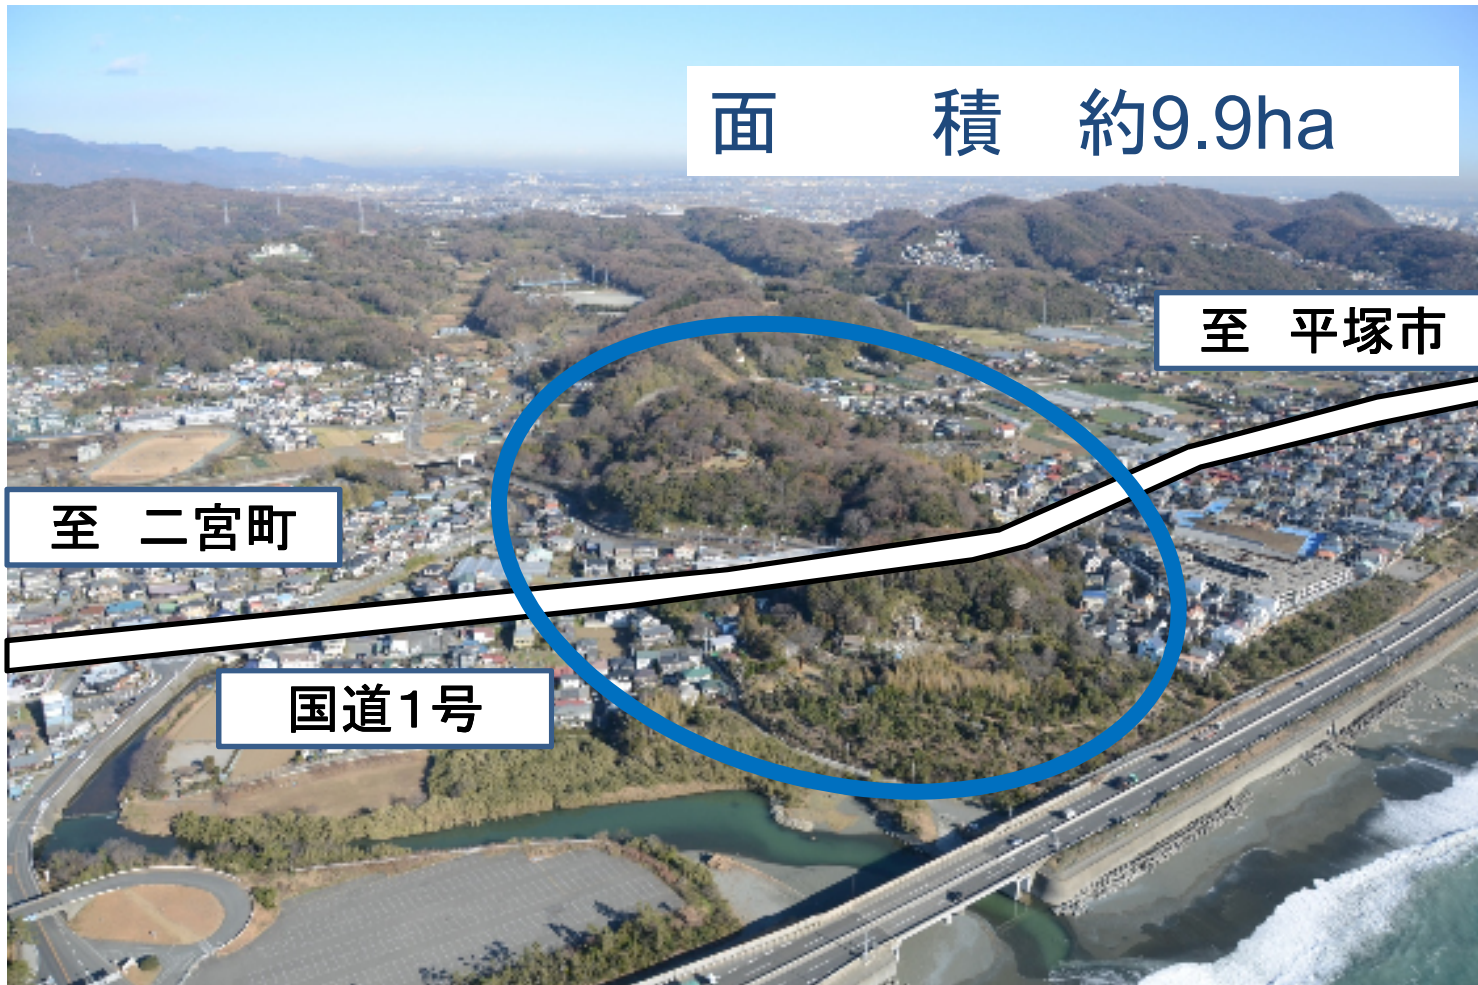 面　　積　約9.9ha
至　平塚市
至　二宮町
国道１号